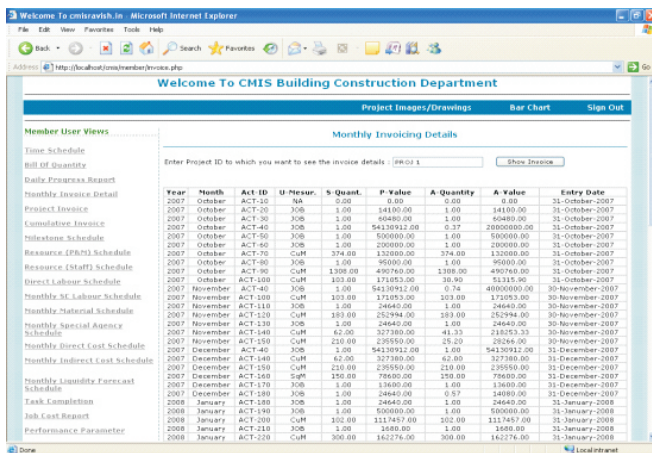 Welcome To cmisravish.in - Microsoft Internet Explorer
File Edit View Favorites Tools Help
Back Search Favorites
Address http://localhost/cmis/member/invoice.php Go
Welcome To CMIS Building Construction Department
Project Images/Drawings Bar Chart Sign Out
Member User Views
Monthly Invoicing Details
Time Schedule
Bill Of Quantity
Daily Progress Report
Monthly Invoice Detail
Project Invoice
Cumulative Invoice
Milestone Schedule
Resource (P&M) Schedule
Resource (Staff) Schedule
Direct Labour Schedule
Monthly SC Labour Schedule
Monthly Material Schedule
Monthly Special Agency
Schedule
Monthly Direct Cost Schedule
Monthly Indirect Cost Schedule
Monthly Liquidity Forecast
Schedule
Task Completion
Job Cost Report
Performance Parameter
Enter Project ID to which you want to see the invoice details : PROJ 1 Show Invoice
Year Month Act-ID U-Mesur. S-Quant. P-Value A-Quantity A-Value Entry Date
2007 October ACT-10 NA 0.00 0.00 0.00 0.00 31-October-2007
2007 October ACT-20 JOB 1.00 14100.00 1.00 14100.00 31-October-2007
2007 October ACT-30 JOB 1.00 60480.00 1.00 60480.00 31-October-2007
2007 October ACT-40 JOB 1.00 54130912.00 0.37 20000000.00 31-October-2007
2007 October ACT-50 JOB 1.00 500000.00 1.00 500000.00 31-October-2007
2007 October ACT-60 JOB 1.00 200000.00 1.00 200000.00 31-October-2007
2007 October ACT-70 CuM 374.00 132000.00 374.00 132000.00 31-October-2007
2007 October ACT-80 JOB 1.00 95000.00 1.00 95000.00 31-October-2007
2007 October ACT-90 CuM 1308.00 490760.00 1308.00 490760.00 31-October-2007
2007 October ACT-100 CuM 103.00 171053.00 30.90 51315.90 31-October-2007
2007 November ACT-40 JOB 1.00 54130912.00 0.74 40000000.00 30-November-2007
2007 November ACT-100 CuM 103.00 171053.00 103.00 171053.00 30-November-2007
2007 November ACT-110 JOB 1.00 24640.00 1.00 24640.00 30-November-2007
2007 November ACT-120 CuM 183.00 252994.00 183.00 252994.00 30-November-2007
2007 November ACT-130 JOB 1.00 24640.00 1.00 24640.00 30-November-2007
2007 November ACT-140 CuM 62.00 327380.00 41.33 218253.33 30-November-2007
2007 November ACT-150 CuM 210.00 235550.00 25.20 28266.00 30-November-2007
2007 December ACT-40 JOB 1.00 54130912.00 1.00 54130912.00 31-December-2007
2007 December ACT-140 CuM 62.00 327380.00 62.00 327380.00 31-December-2007
2007 December ACT-150 CuM 210.00 235550.00 210.00 235550.00 31-December-2007
2007 December ACT-160 SqM 150.00 78600.00 150.00 78600.00 31-December-2007
2007 December ACT-170 JOB 1.00 13600.00 1.00 13600.00 31-December-2007
2007 December ACT-180 JOB 1.00 24640.00 0.57 14080.00 31-December-2007
2008 January ACT-180 JOB 1.00 24640.00 1.00 24640.00 31-January-2008
2008 January ACT-190 JOB 1.00 500000.00 1.00 500000.00 31-January-2008
2008 January ACT-200 CuM 102.00 1117457.00 102.00 1117457.00 31-January-2008
2008 January ACT-210 JOB 1.00 1680.00 1.00 1680.00 31-January-2008
2008 January ACT-220 CuM 300.00 162276.00 300.00 162276.00 31-January-2008
Done Local intranet